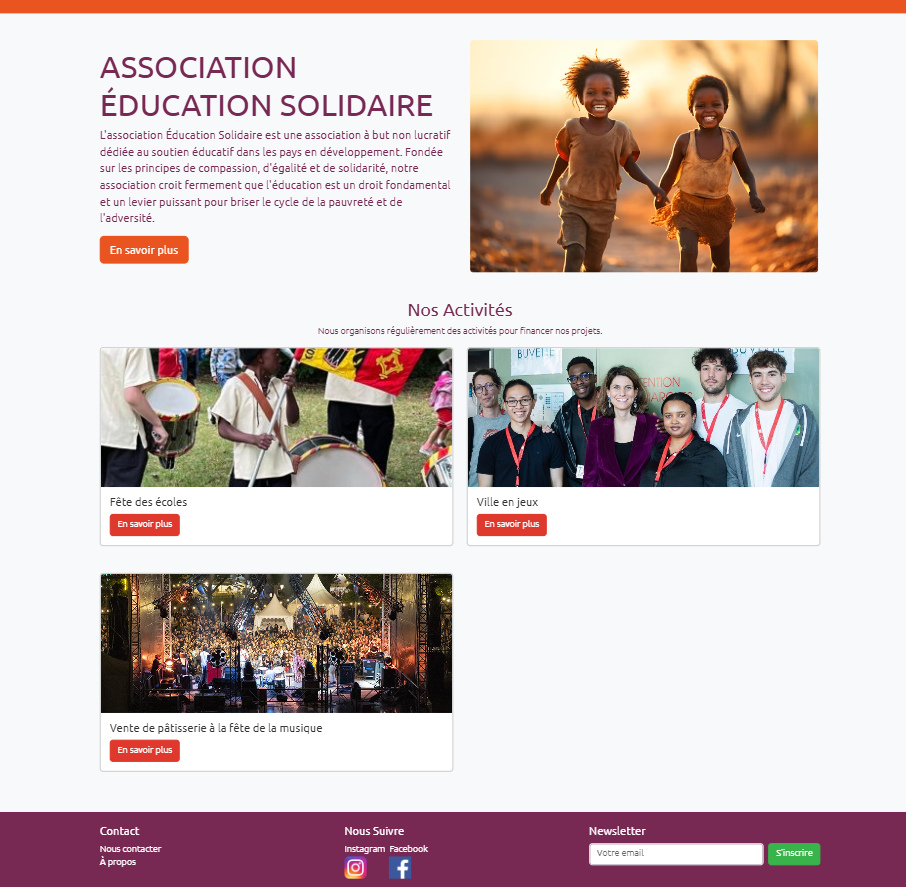 ASSOCIATION
ÉDUCATION SOLIDAIRE
L'association Éducation Solidaire est une association à but non lucratif
dédiée au soutien éducatif dans les pays en développement. Fondée
sur les principes de compassion, d'égalité et de solidarité, notre
association croit fermement que l'éducation est un droit fondamental
et un levier puissant pour briser le cycle de la pauvreté et de
l'adversité.
En savoir plus
Nos Activités
Nous organisons régulièrement des activités pour financer nos projets.
BUVETTE
Fête des écoles
En savoir plus
Ville en jeux
En savoir plus
Vente de pâtisserie à la fête de la musique
En savoir plus
Contact
Nous contacter
À propos
Nous Suivre
Instagram Facebook
Newsletter
Votre email
S'inscrire